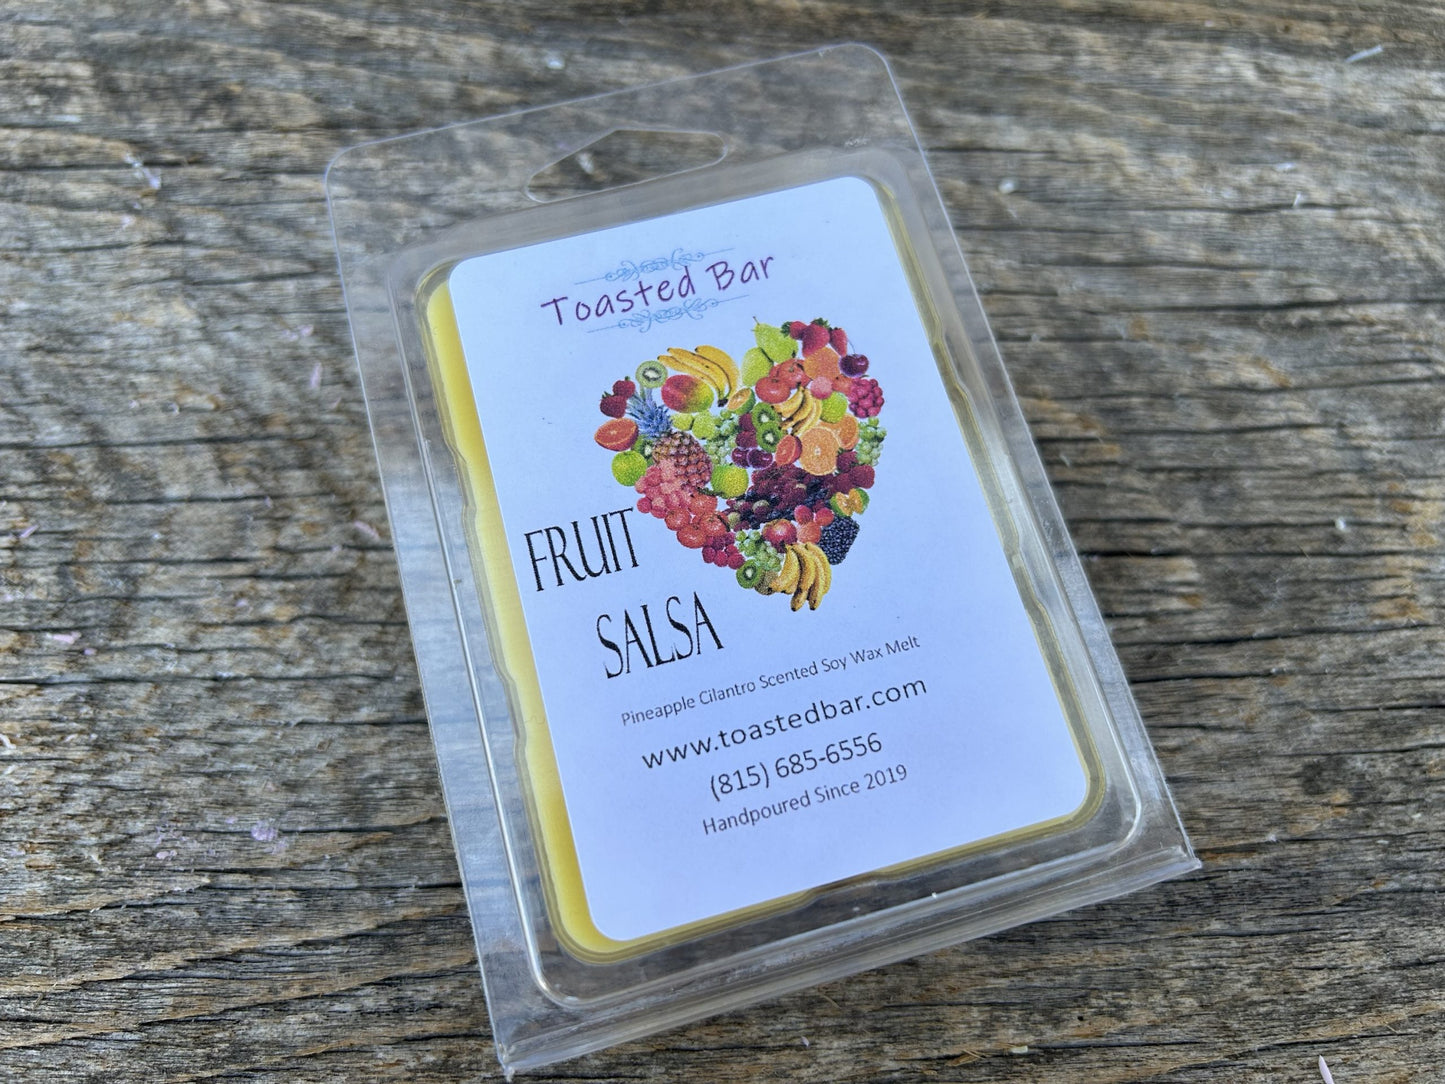 Toasted Bar
FRUIT
SALSA
Pineapple Cilantro Scented Soy Wax Melt
www.toastedbar.com
(815) 685-6556
Handpoured Since 2019